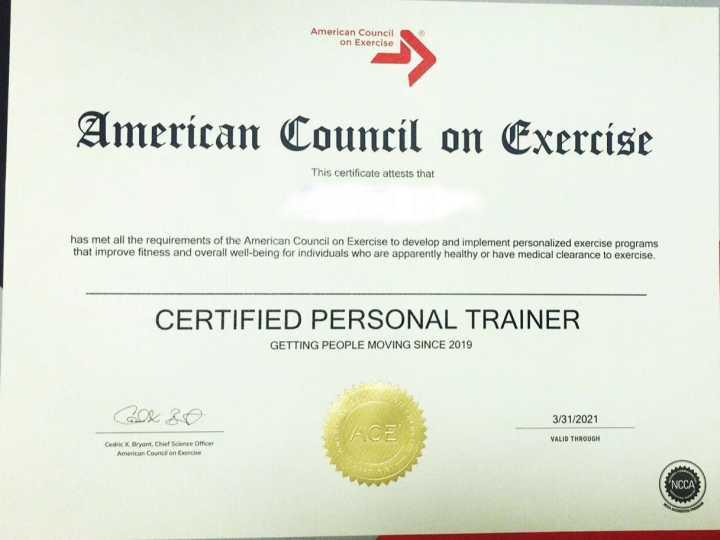 American Council
on Exercise
®
American Council on Exercise
This certificate attests that
has met all the requirements of the American Council on Exercise to develop and implement personalized exercise programs
that improve fitness and overall well-being for individuals who are apparently healthy or have medical clearance to exercise.
CERTIFIED PERSONAL TRAINER
GETTING PEOPLE MOVING SINCE 2019
3/31/2021
VALID THROUGH
Cedric X. Bryant, Chief Science Officer
American Council on Exercise
ACE
NCCA